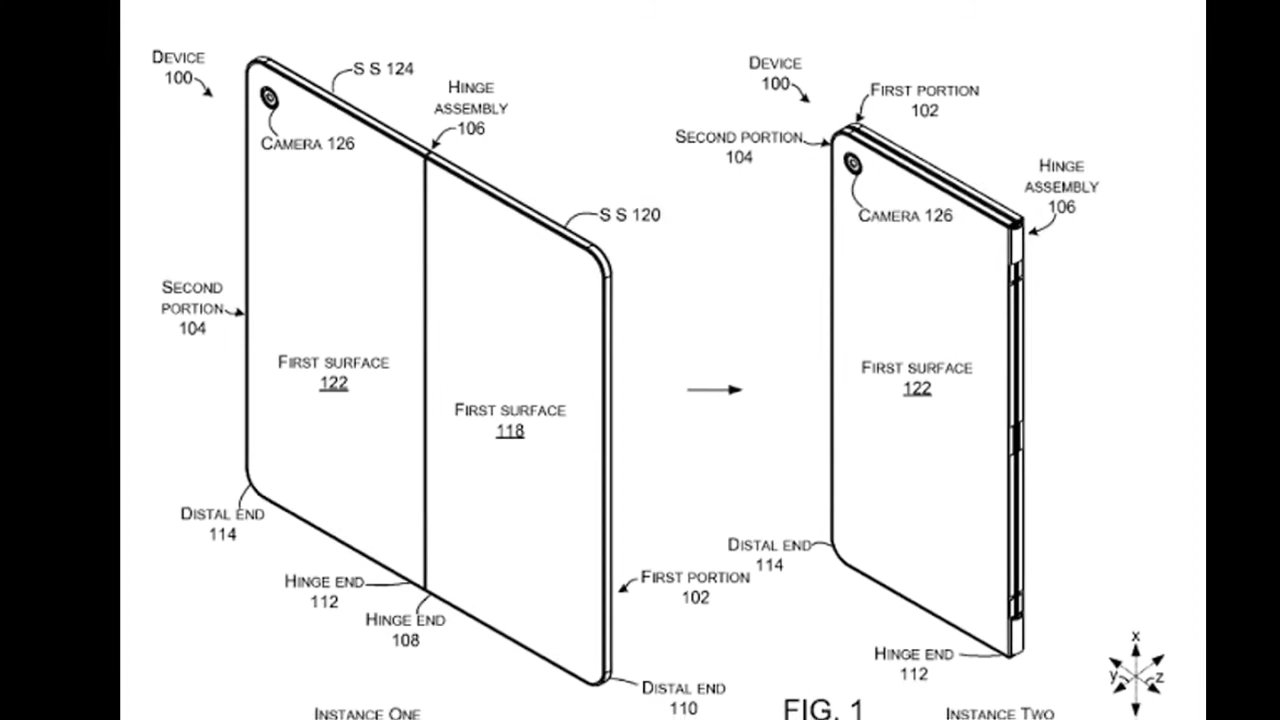 DEVICE
100
S S 124
HINGE
ASSEMBLY
106
CAMERA 126
S S 120
SECOND
PORTION
104
FIRST SURFACE
122
FIRST SURFACE
118
DISTAL END
114
HINGE END
112
HINGE END
108
FIRST PORTION
102
DISTAL END
110
INSTANCE ONE
DEVICE
100
FIRST PORTION
102
SECOND PORTION
104
HINGE
ASSEMBLY
106
CAMERA 126
FIRST SURFACE
122
DISTAL END
114
HINGE END
112
x
y
z
FIG. 1
INSTANCE TWO